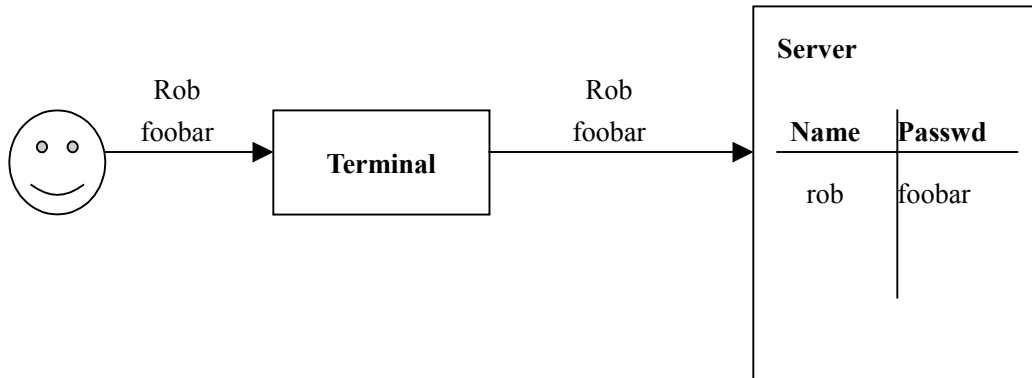 Rob
foobar
Terminal
Rob
foobar
Server
Name Passwd
rob foobar